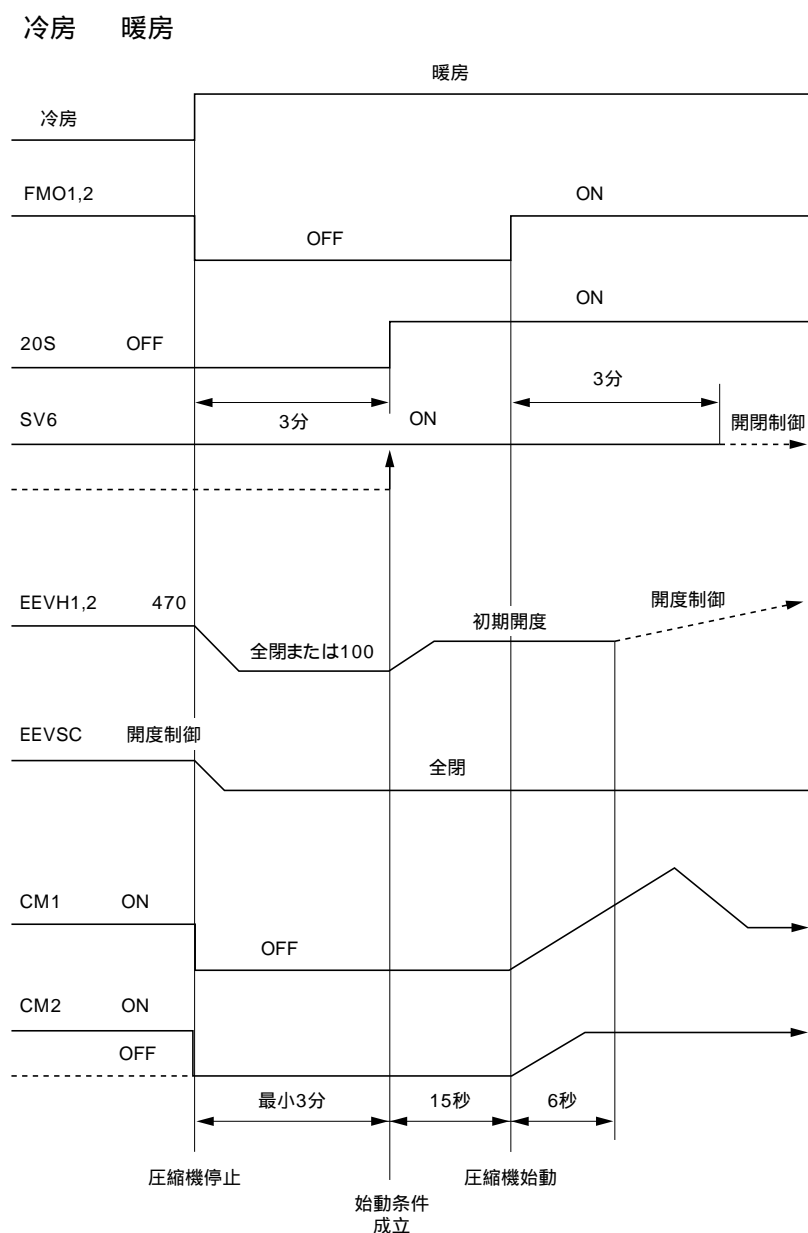 冷房 暖房
暖房
冷房
FMO1,2
ON
OFF
ON
20S OFF
3分
SV6
3分
ON
開閉制御
EEVH1,2 470
開度制御
初期開度
全閉または100
EEVSC 開度制御
全閉
CM1 ON
OFF
CM2 ON
OFF
最小3分 15秒 6秒
圧縮機停止
圧縮機始動
始動条件
成立